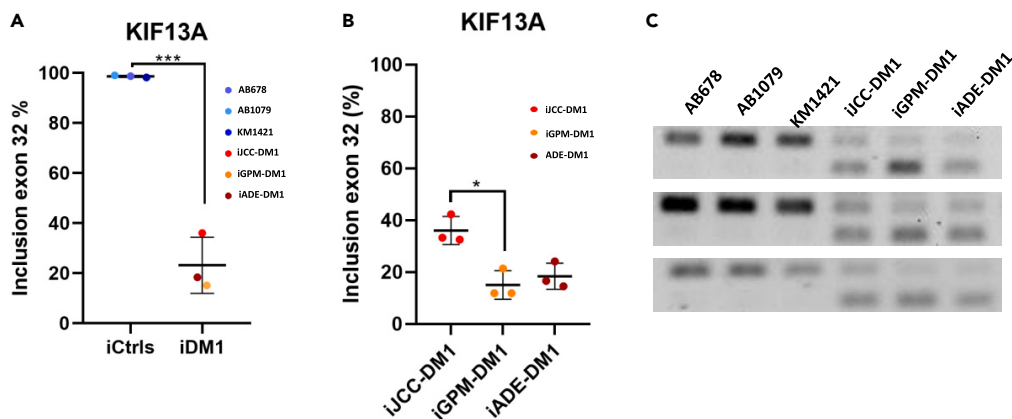 A
KIF13A
Inclusion exon 32 %
100
80
60
40
20
0
***
iCtrls
iDM1
AB678
AB1079
KM1421
iJCC-DM1
iGPM-DM1
iADE-DM1
B
KIF13A
Inclusion exon 32 (%)
100
80
60
40
20
0
*
iJCC-DM1
iGPM-DM1
ADE-DM1
iJCC-DM1
iGPM-DM1
iADE-DM1
C
AB678
AB1079
KM1421
iJCC-DM1
iGPM-DM1
iADE-DM1